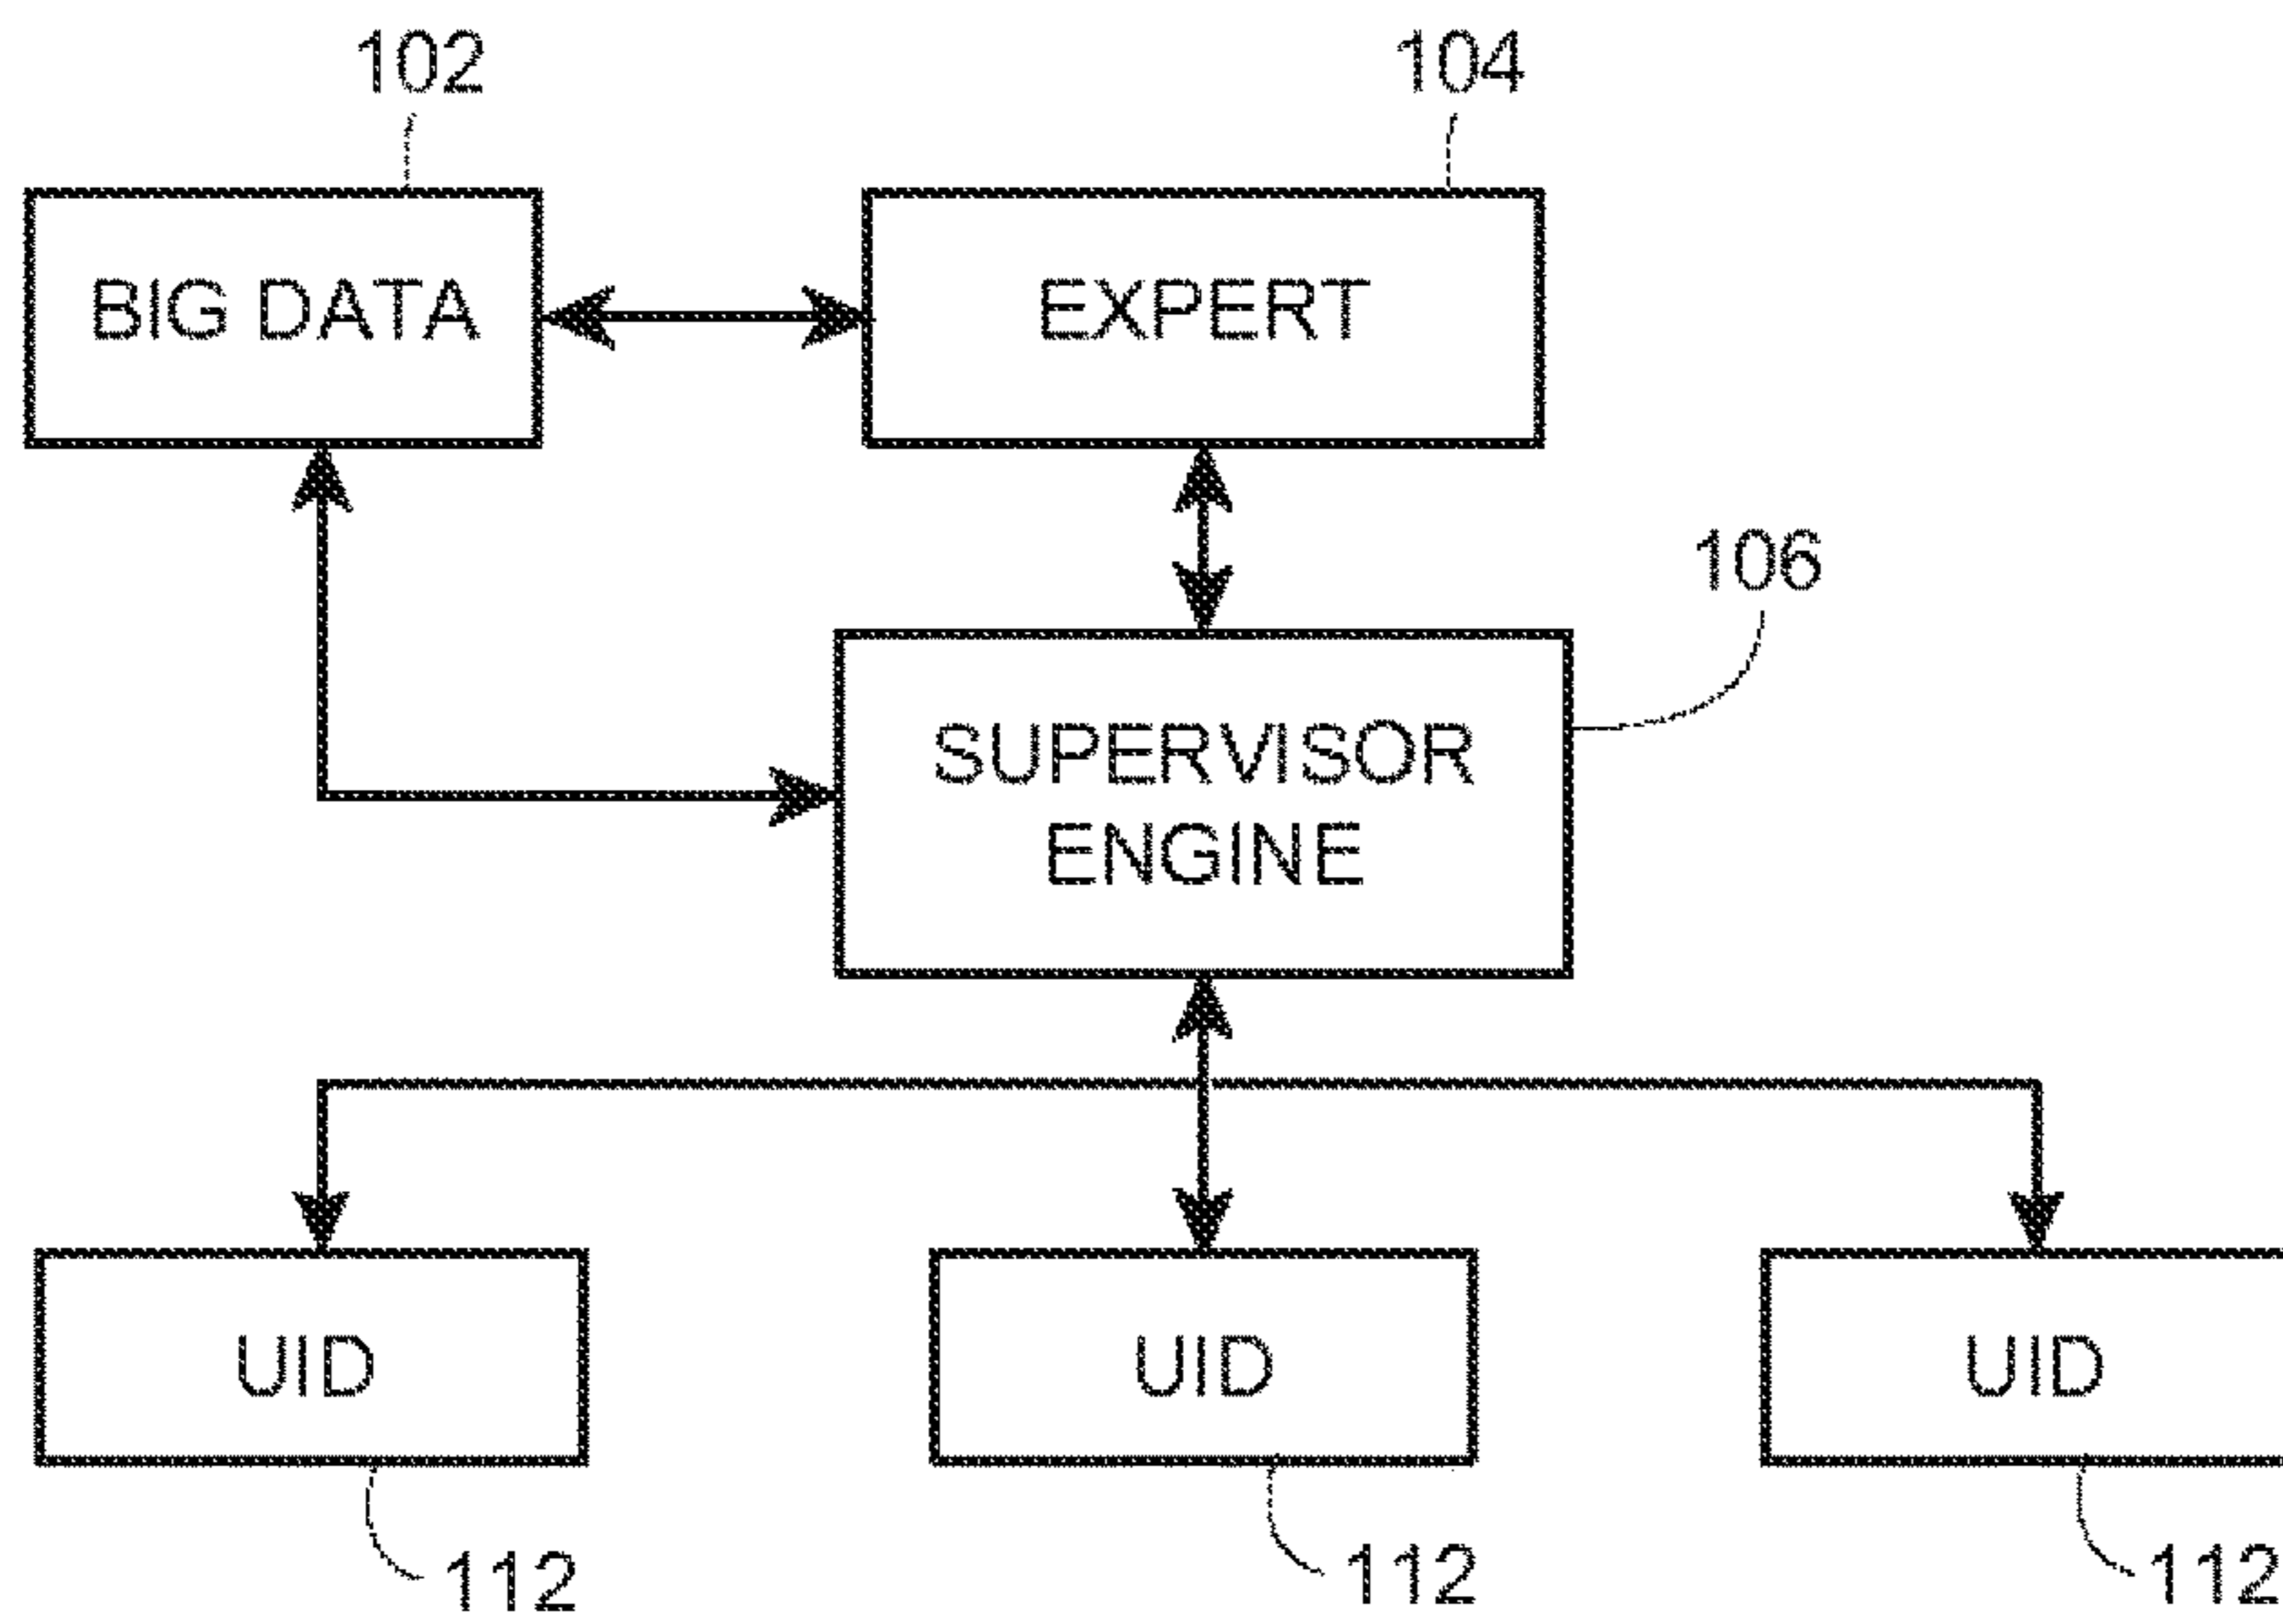 102
104
BIG DATA
EXPERT
106
SUPERVISOR
ENGINE
UID
UID
UID
112
112
112